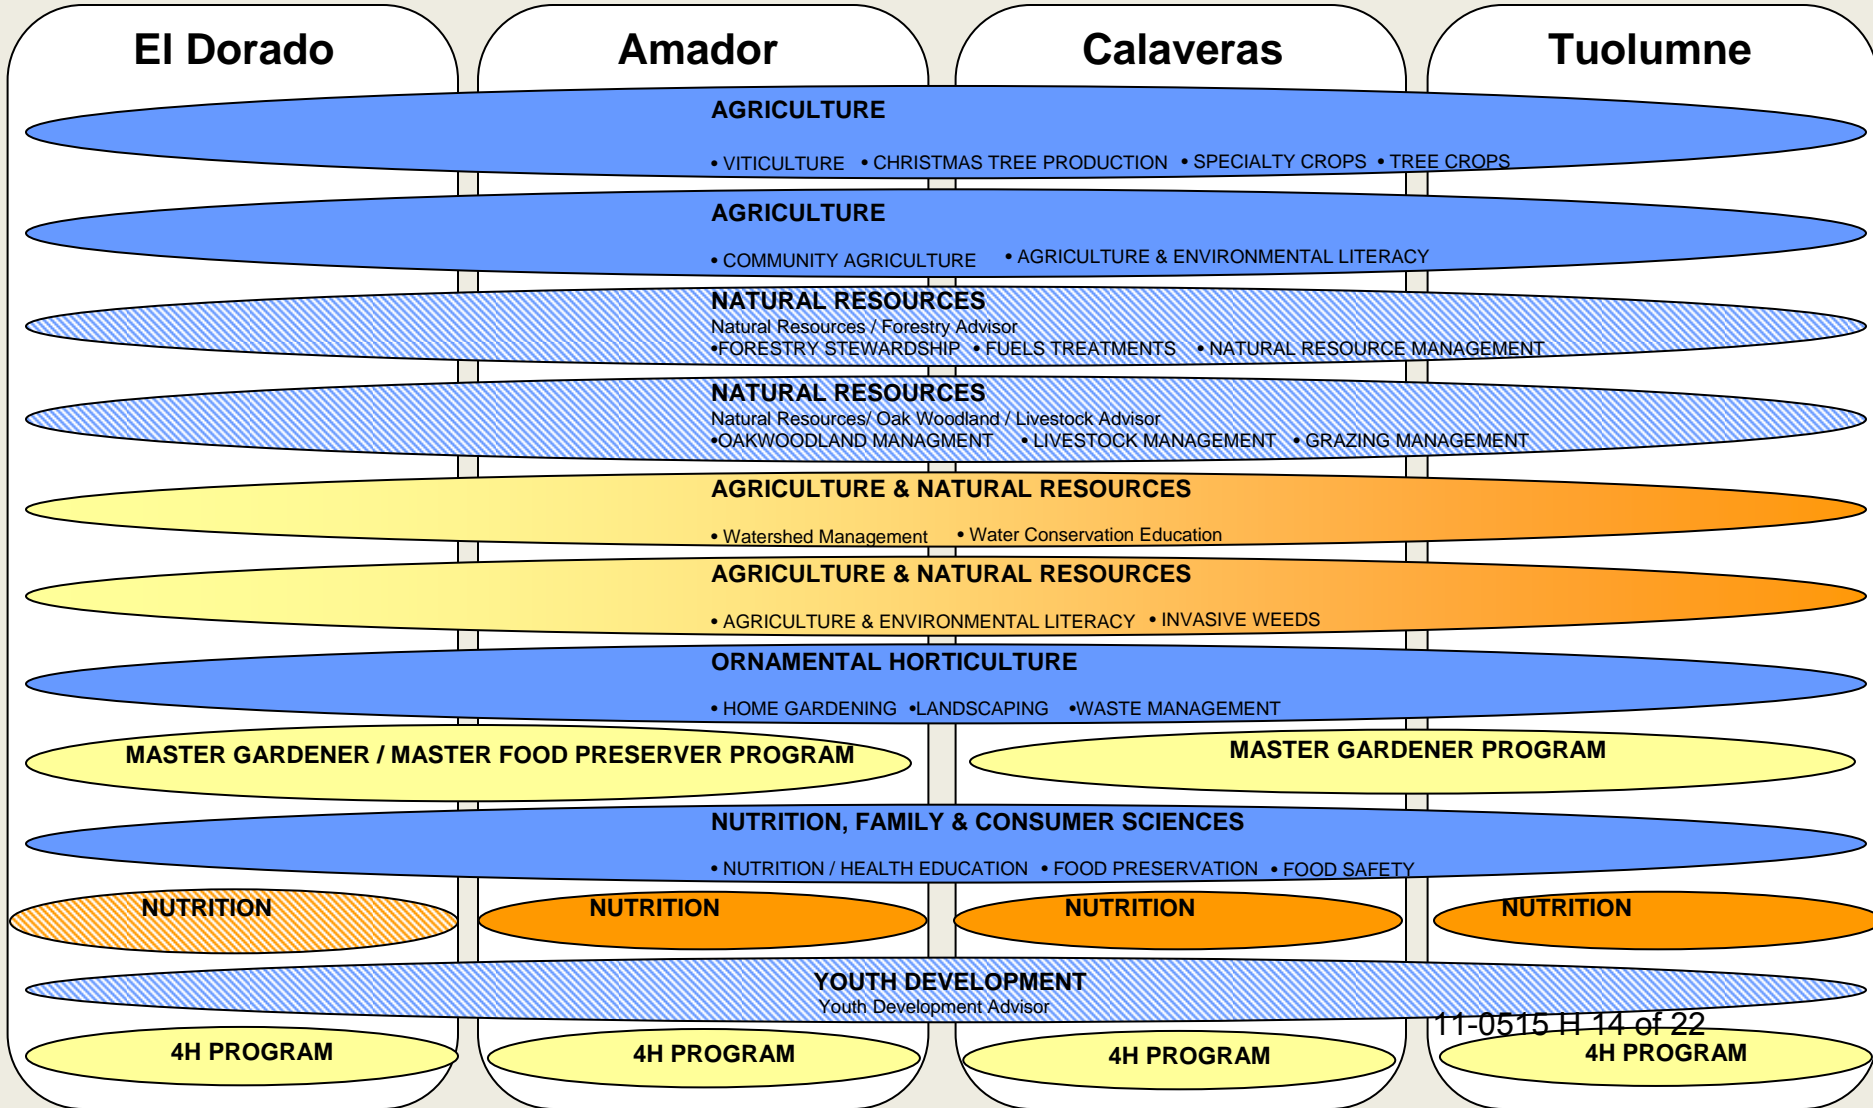 El Dorado Amador Calaveras Tuolumne
AGRICULTURE
• VITICULTURE • CHRISTMAS TREE PRODUCTION • SPECIALTY CROPS • TREE CROPS
AGRICULTURE
• COMMUNITY AGRICULTURE • AGRICULTURE & ENVIRONMENTAL LITERACY
NATURAL RESOURCES
Natural Resources / Forestry Advisor
•FORESTRY STEWARDSHIP • FUELS TREATMENTS • NATURAL RESOURCE MANAGEMENT
NATURAL RESOURCES
Natural Resources/ Oak Woodland / Livestock Advisor
•OAKWOODLAND MANAGMENT • LIVESTOCK MANAGEMENT • GRAZING MANAGEMENT
AGRICULTURE & NATURAL RESOURCES
• Watershed Management • Water Conservation Education
AGRICULTURE & NATURAL RESOURCES
• AGRICULTURE & ENVIRONMENTAL LITERACY • INVASIVE WEEDS
ORNAMENTAL HORTICULTURE
• HOME GARDENING •LANDSCAPING •WASTE MANAGEMENT
MASTER GARDENER / MASTER FOOD PRESERVER PROGRAM MASTER GARDENER PROGRAM
NUTRITION, FAMILY & CONSUMER SCIENCES
• NUTRITION / HEALTH EDUCATION • FOOD PRESERVATION • FOOD SAFETY
NUTRITION NUTRITION NUTRITION NUTRITION
YOUTH DEVELOPMENT
Youth Development Advisor
11-0515 H 14 of 22
4H PROGRAM 4H PROGRAM 4H PROGRAM 4H PROGRAM